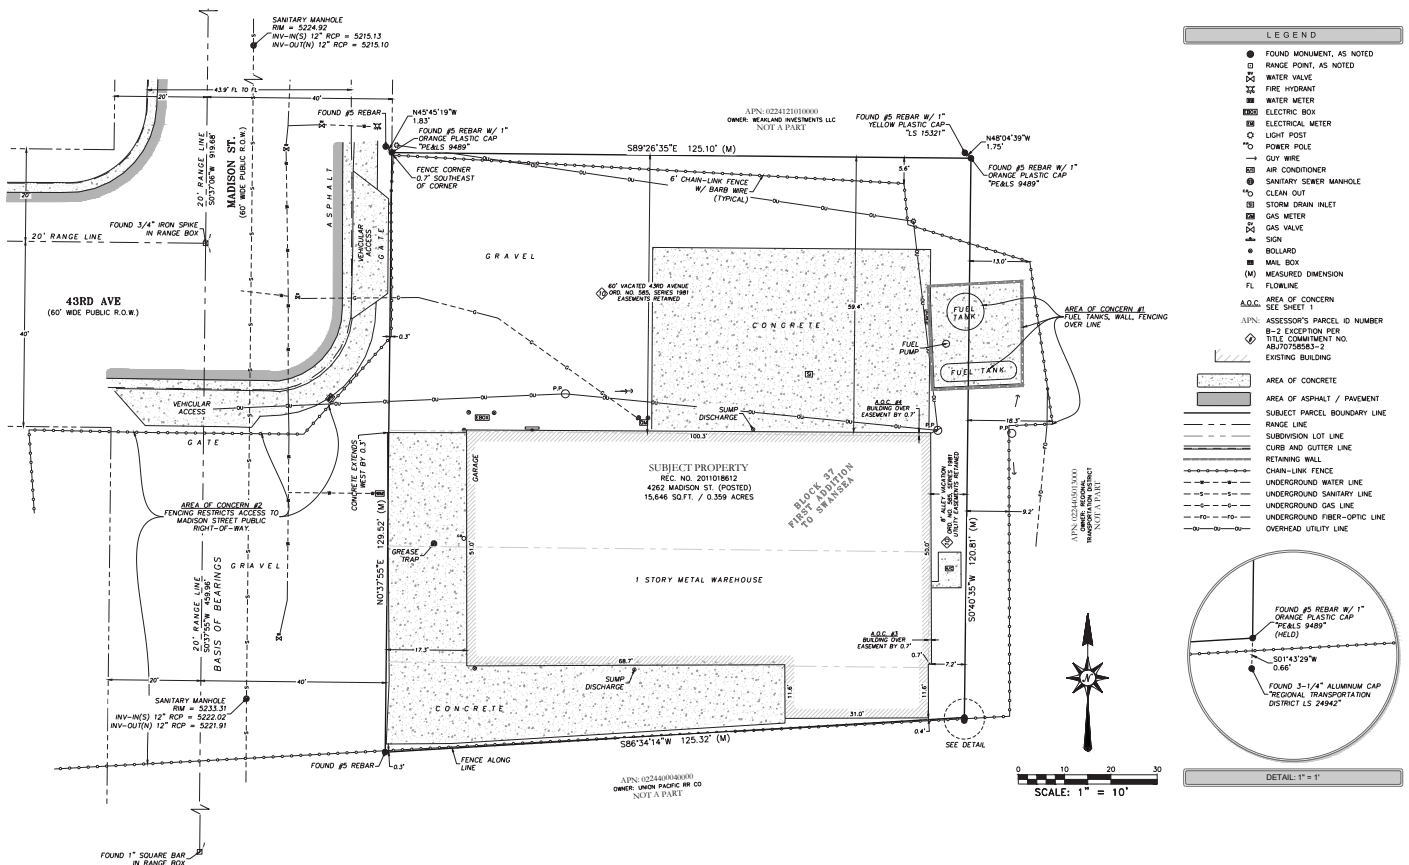 SANITARY MANHOLE
RIM = 5224.92
INV-IN(S) 12" RCP = 5215.13
INV-OUT(N) 12" RCP = 5215.10
43.9' FL TO FL
20'
40'
FOUND #5 REBAR
N45°45'19"W
1.83'
FOUND #5 REBAR W/ 1"
ORANGE PLASTIC CAP
"PE&LS 9489"
FENCE CORNER
0.7' SOUTHEAST
OF CORNER
APN: 0224121010000
OWNER: WEAKLAND INVESTMENTS LLC
NOT A PART
S89°26'35"E 125.10' (M)
FOUND #5 REBAR W/ 1"
YELLOW PLASTIC CAP
"LS 15321"
N48°04'39"W
1.75'
FOUND #5 REBAR W/ 1"
ORANGE PLASTIC CAP
"PE&LS 9489"
6' CHAIN-LINK FENCE
W/ BARB WIRE
(TYPICAL)
5.6'
20' RANGE LINE
S0°37'06"W 919.68'
MADISON ST.
(60' WIDE PUBLIC R.O.W.)
ASPHALT
VEHICULAR
ACCESS
GATE
20'
FOUND 3/4" IRON SPIKE
IN RANGE BOX
20' RANGE LINE
43RD AVE
(60' WIDE PUBLIC R.O.W.)
40'
GRAVEL
60' VACATED 43RD AVENUE
ORD. NO. 585, SERIES 1981
EASEMENTS RETAINED
10
CONCRETE
59.4'
13.0'
FUEL
TANK
FUEL
PUMP
FUEL TANK
AREA OF CONCERN #1
FUEL TANKS, WALL, FENCING
OVER LINE
0.3'
VEHICULAR
ACCESS
GATE
P.P.
EBOX
SUMP
DISCHARGE
A.O.C. #4
BUILDING OVER
EASEMENT BY 0.7'
P.P.
18.3'
P.P.
100.3'
CONCRETE EXTENDS
WEST BY 0.3'
GARAGE
SUBJECT PROPERTY
REC. NO. 2011018612
4262 MADISON ST. (POSTED)
15,646 SQ.FT. / 0.359 ACRES
BLOCK 37
FIRST ADDITION
TO SWANSEA
8' ALLEY VACATION
ORD. NO. 585, SERIES 1981
UTILITY EASEMENTS RETAINED
10
9.2'
APN: 0224405013000
OWNER: REGIONAL
TRANSPORTATION DISTRICT
NOT A PART
AREA OF CONCERN #2
FENCING RESTRICTS ACCESS TO
MADISON STREET PUBLIC
RIGHT-OF-WAY.
GRAVEL
20' RANGE LINE
S0°37'55"W 459.96'
BASIS OF BEARINGS
N0°37'55"E 129.52' (M)
GREASE
TRAP
51.0'
50.0'
1 STORY METAL WAREHOUSE
S0°40'35"W 120.81' (M)
A.O.C. #3
BUILDING OVER
EASEMENT BY 0.7'
0.7'
7.2'
17.3'
68.7'
SUMP
DISCHARGE
11.6'
11.6'
31.0'
0.4'
20'
40'
SANITARY MANHOLE
RIM = 5233.31
INV-IN(S) 12" RCP = 5222.02
INV-OUT(N) 12" RCP = 5221.91
CONCRETE
S86°34'14"W 125.32' (M)
SEE DETAIL
FOUND #5 REBAR
0.3'
FENCE ALONG
LINE
APN: 0224400040000
OWNER: UNION PACIFIC RR CO
NOT A PART
FOUND 1" SQUARE BAR
IN RANGE BOX
N
0 10 20 30
SCALE: 1" = 10'
LEGEND
FOUND MONUMENT, AS NOTED
RANGE POINT, AS NOTED
WATER VALVE
FIRE HYDRANT
WATER METER
EBOX ELECTRIC BOX
EM ELECTRICAL METER
LIGHT POST
POWER POLE
GUY WIRE
A/C AIR CONDITIONER
SANITARY SEWER MANHOLE
CLEAN OUT
STORM DRAIN INLET
GAS METER
GAS VALVE
SIGN
BOLLARD
MAIL BOX
(M) MEASURED DIMENSION
FL FLOWLINE
A.O.C. AREA OF CONCERN
SEE SHEET 1
APN: ASSESSOR'S PARCEL ID NUMBER
# B-2 EXCEPTION PER
TITLE COMMITMENT NO.
ABJ70758583-2
EXISTING BUILDING
AREA OF CONCRETE
AREA OF ASPHALT / PAVEMENT
SUBJECT PARCEL BOUNDARY LINE
RANGE LINE
SUBDIVISION LOT LINE
CURB AND GUTTER LINE
RETAINING WALL
CHAIN-LINK FENCE
UNDERGROUND WATER LINE
UNDERGROUND SANITARY LINE
UNDERGROUND GAS LINE
UNDERGROUND FIBER-OPTIC LINE
OVERHEAD UTILITY LINE
FOUND #5 REBAR W/ 1"
ORANGE PLASTIC CAP
"PE&LS 9489"
(HELD)
S01°43'29"W
0.66'
FOUND 3-1/4" ALUMINUM CAP
"REGIONAL TRANSPORTATION
DISTRICT LS 24942"
DETAIL: 1" = 1'